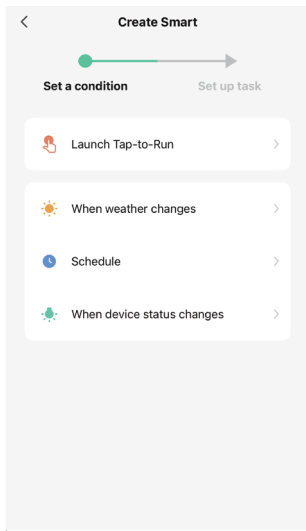 Create Smart
Set a condition
Set up task
Launch Tap-to-Run
When weather changes
Schedule
When device status changes